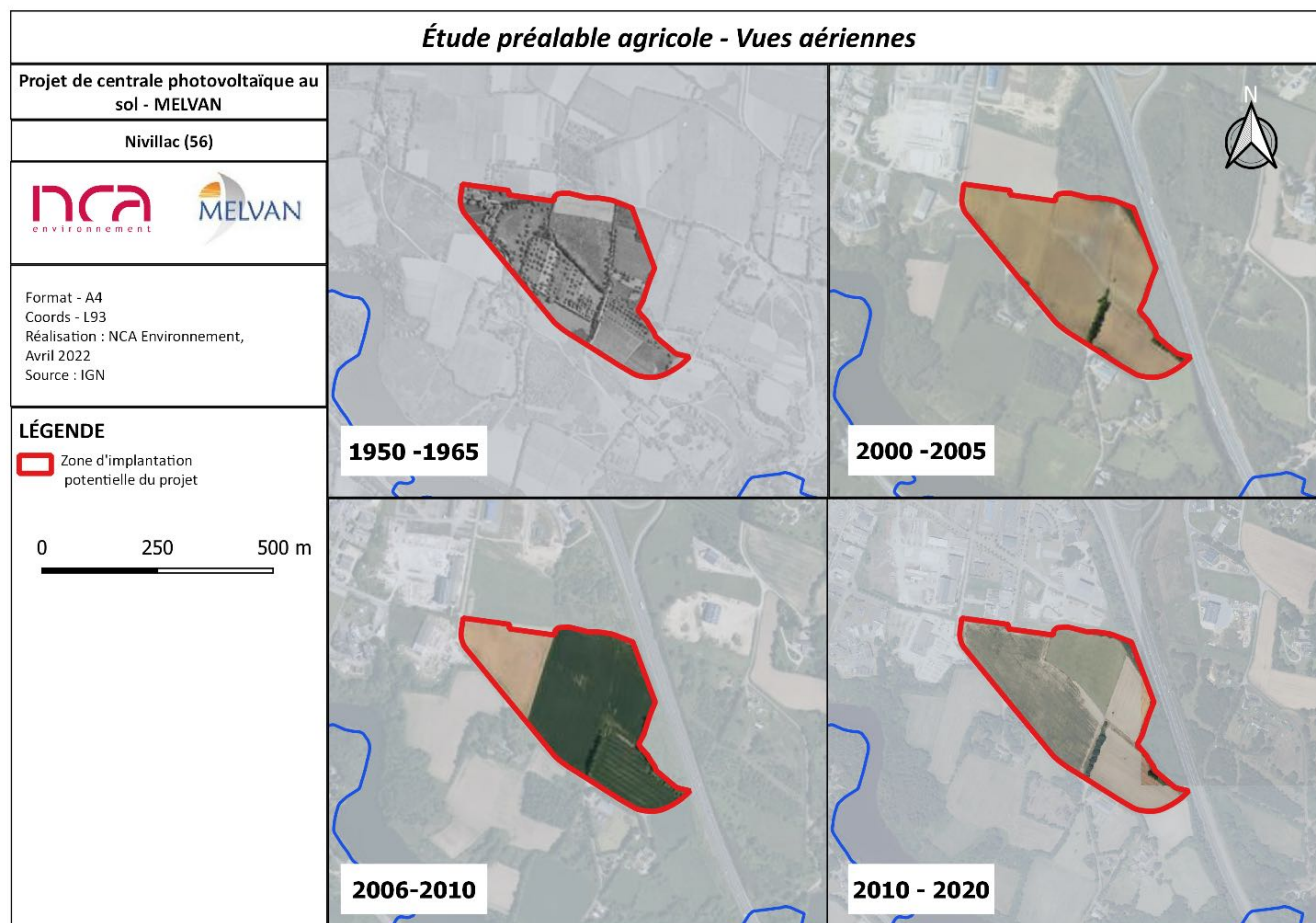 Étude préalable agricole - Vues aériennes
Projet de centrale photovoltaïque au
sol - MELVAN
Nivillac (56)
nca
environnement
MELVAN
Format - A4
Coords - L93
Réalisation : NCA Environnement,
Avril 2022
Source : IGN
LÉGENDE
Zone d'implantation
potentielle du projet
0 250 500 m
N
1950 -1965
2000 -2005
2006-2010
2010 - 2020